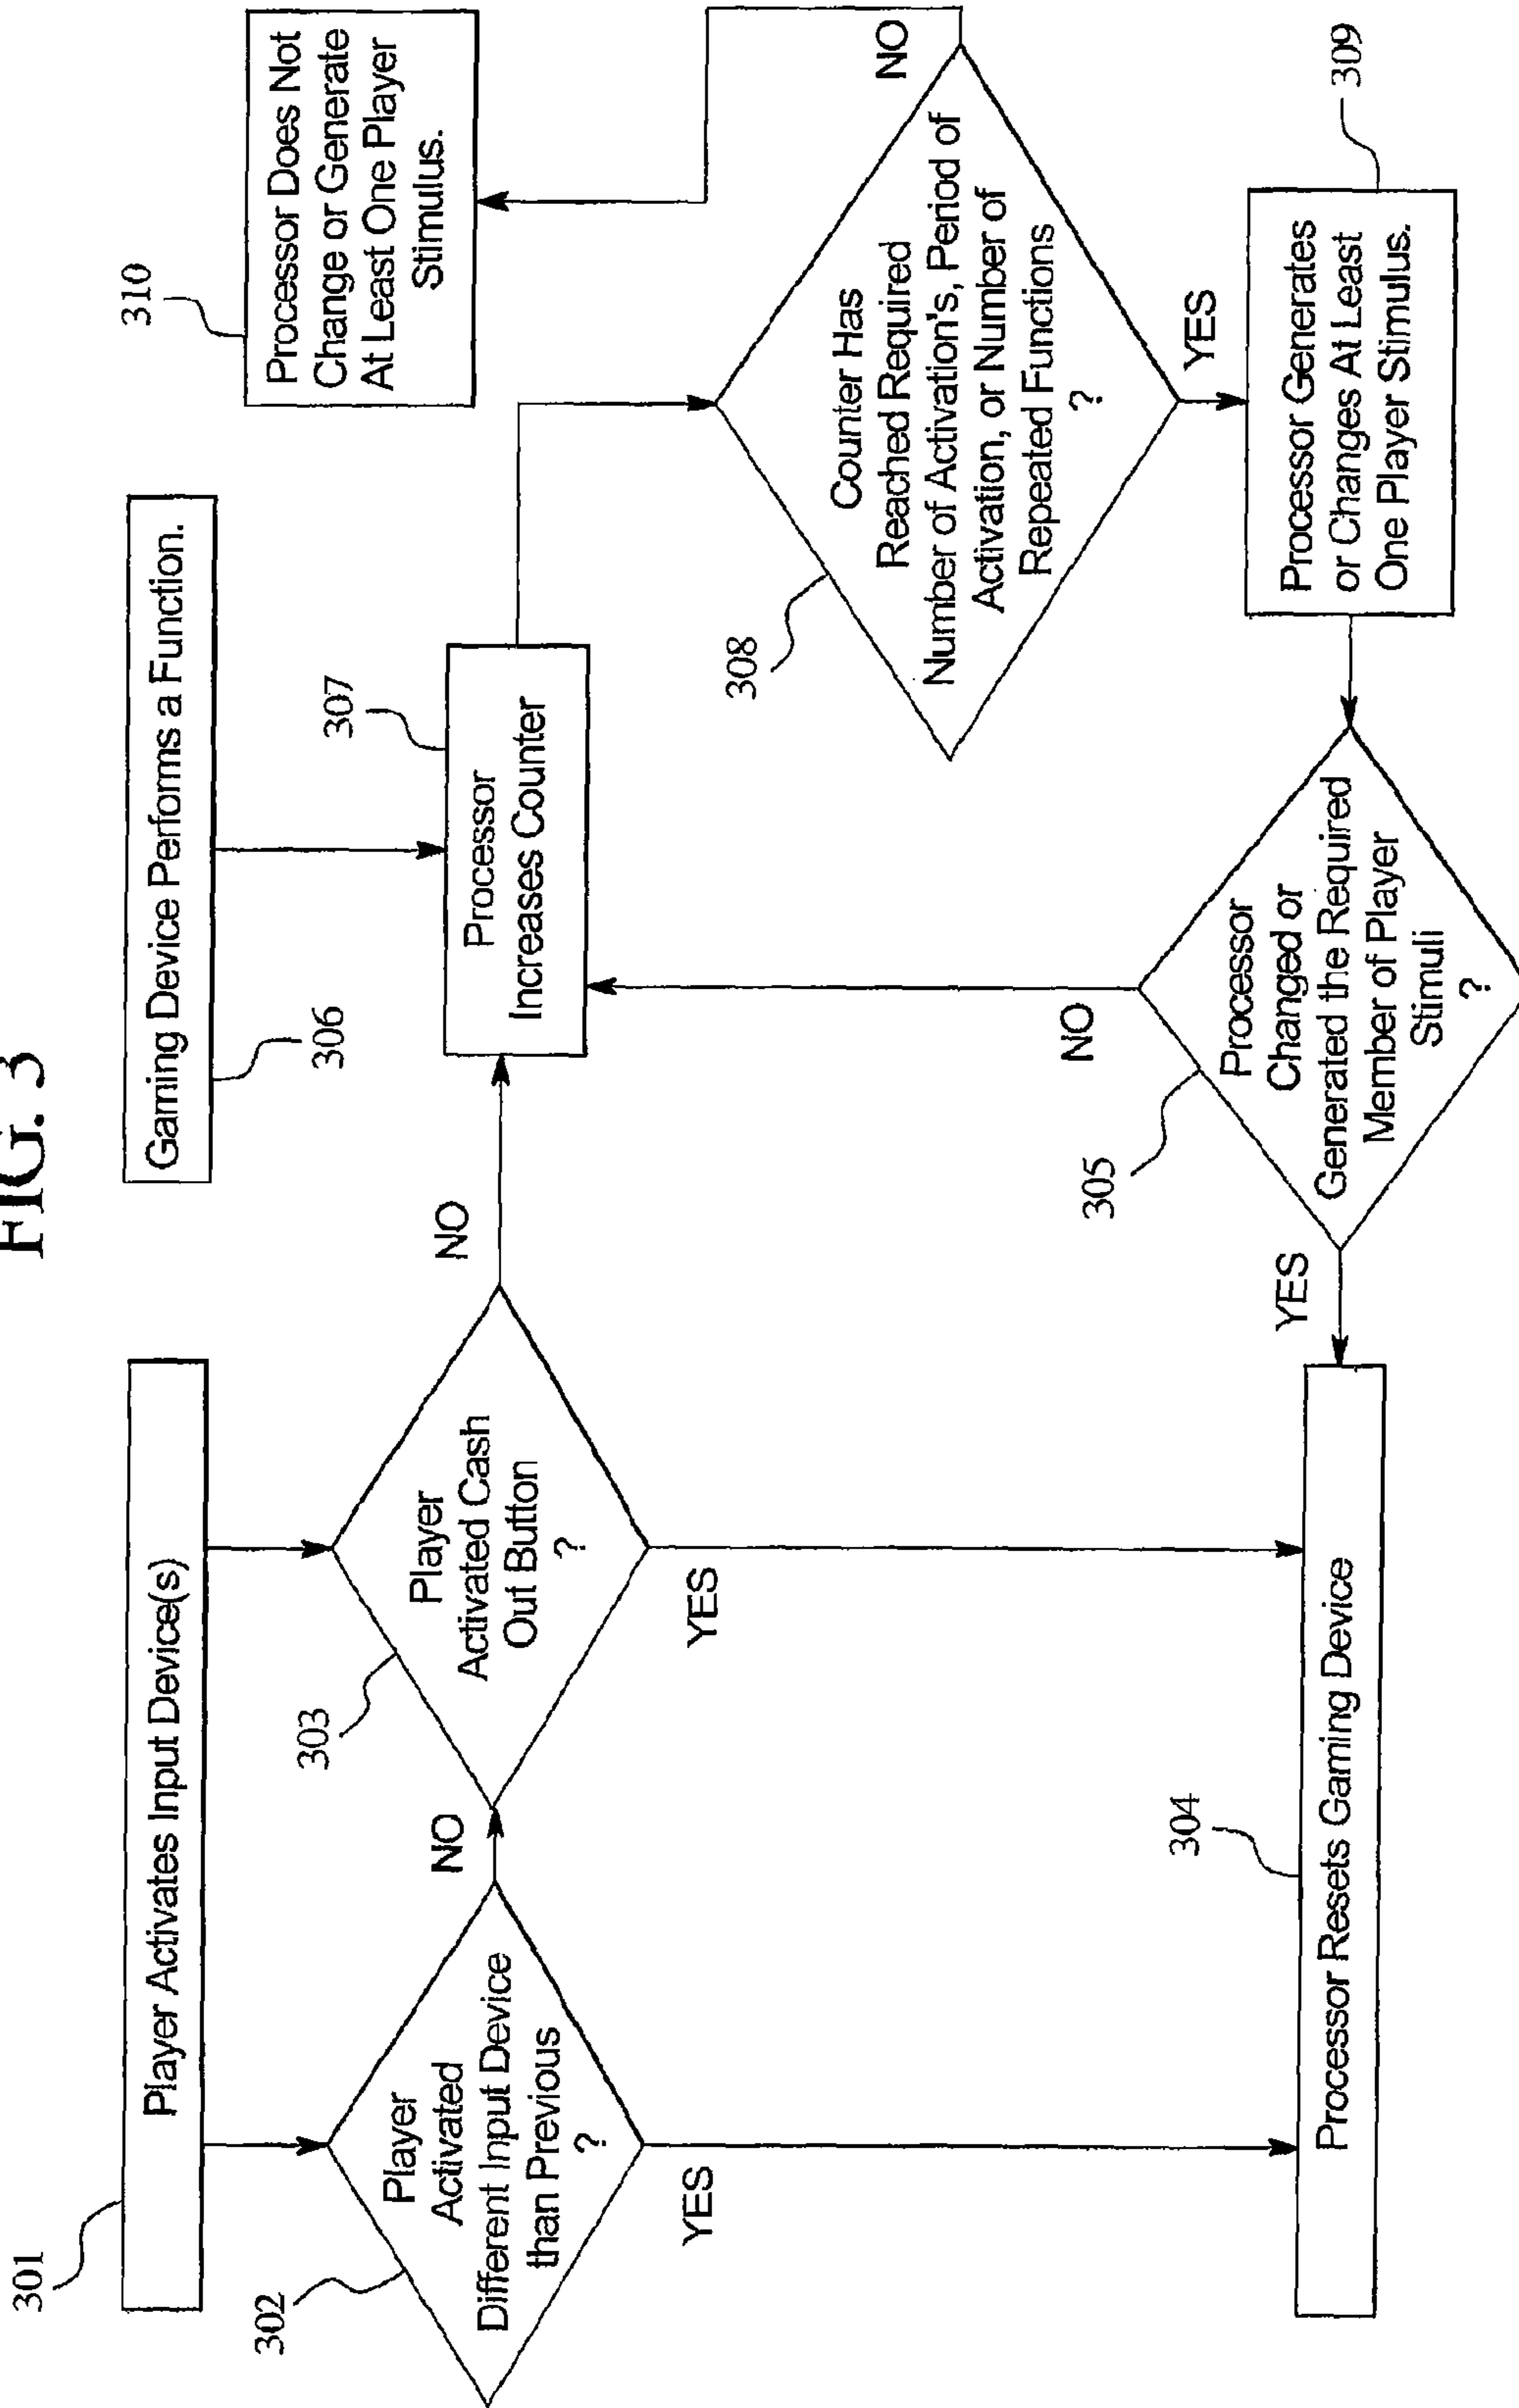 FIG. 3
301
Player Activates Input Device(s)
302
Player
Activated
Different Input Device
than Previous
?
NO
YES
303
Player
Activated Cash
Out Button
?
NO
YES
304
Processor Resets Gaming Device
306
Gaming Device Performs a Function.
307
Processor
Increases Counter
308
Counter Has
Reached Required
Number of Activation's, Period of
Activation, or Number of
Repeated Functions
?
NO
YES
310
Processor Does Not
Change or Generate
At Least One Player
Stimulus.
309
Processor Generates
or Changes At Least
One Player Stimulus.
305
Processor
Changed or
Generated the Required
Member of Player
Stimuli
?
NO
YES